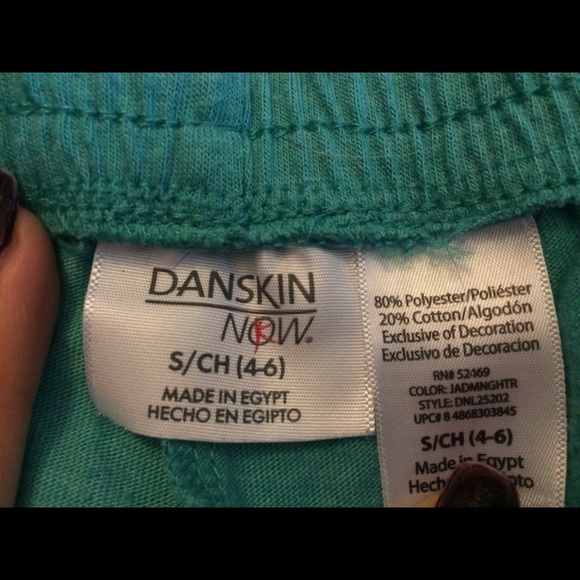 DANSKIN
NOW.
S/CH (4-6)
MADE IN EGYPT
HECHO EN EGIPTO
80% Polyester/Poliéster
20% Cotton/Algodón
Exclusive of Decoration
Exclusivo de Decoracion
RN# 52469
COLOR: JADMNGHTR
STYLE: DNL25202
UPC# 8 4868303845
S/CH (4-6)
Made in Egypt